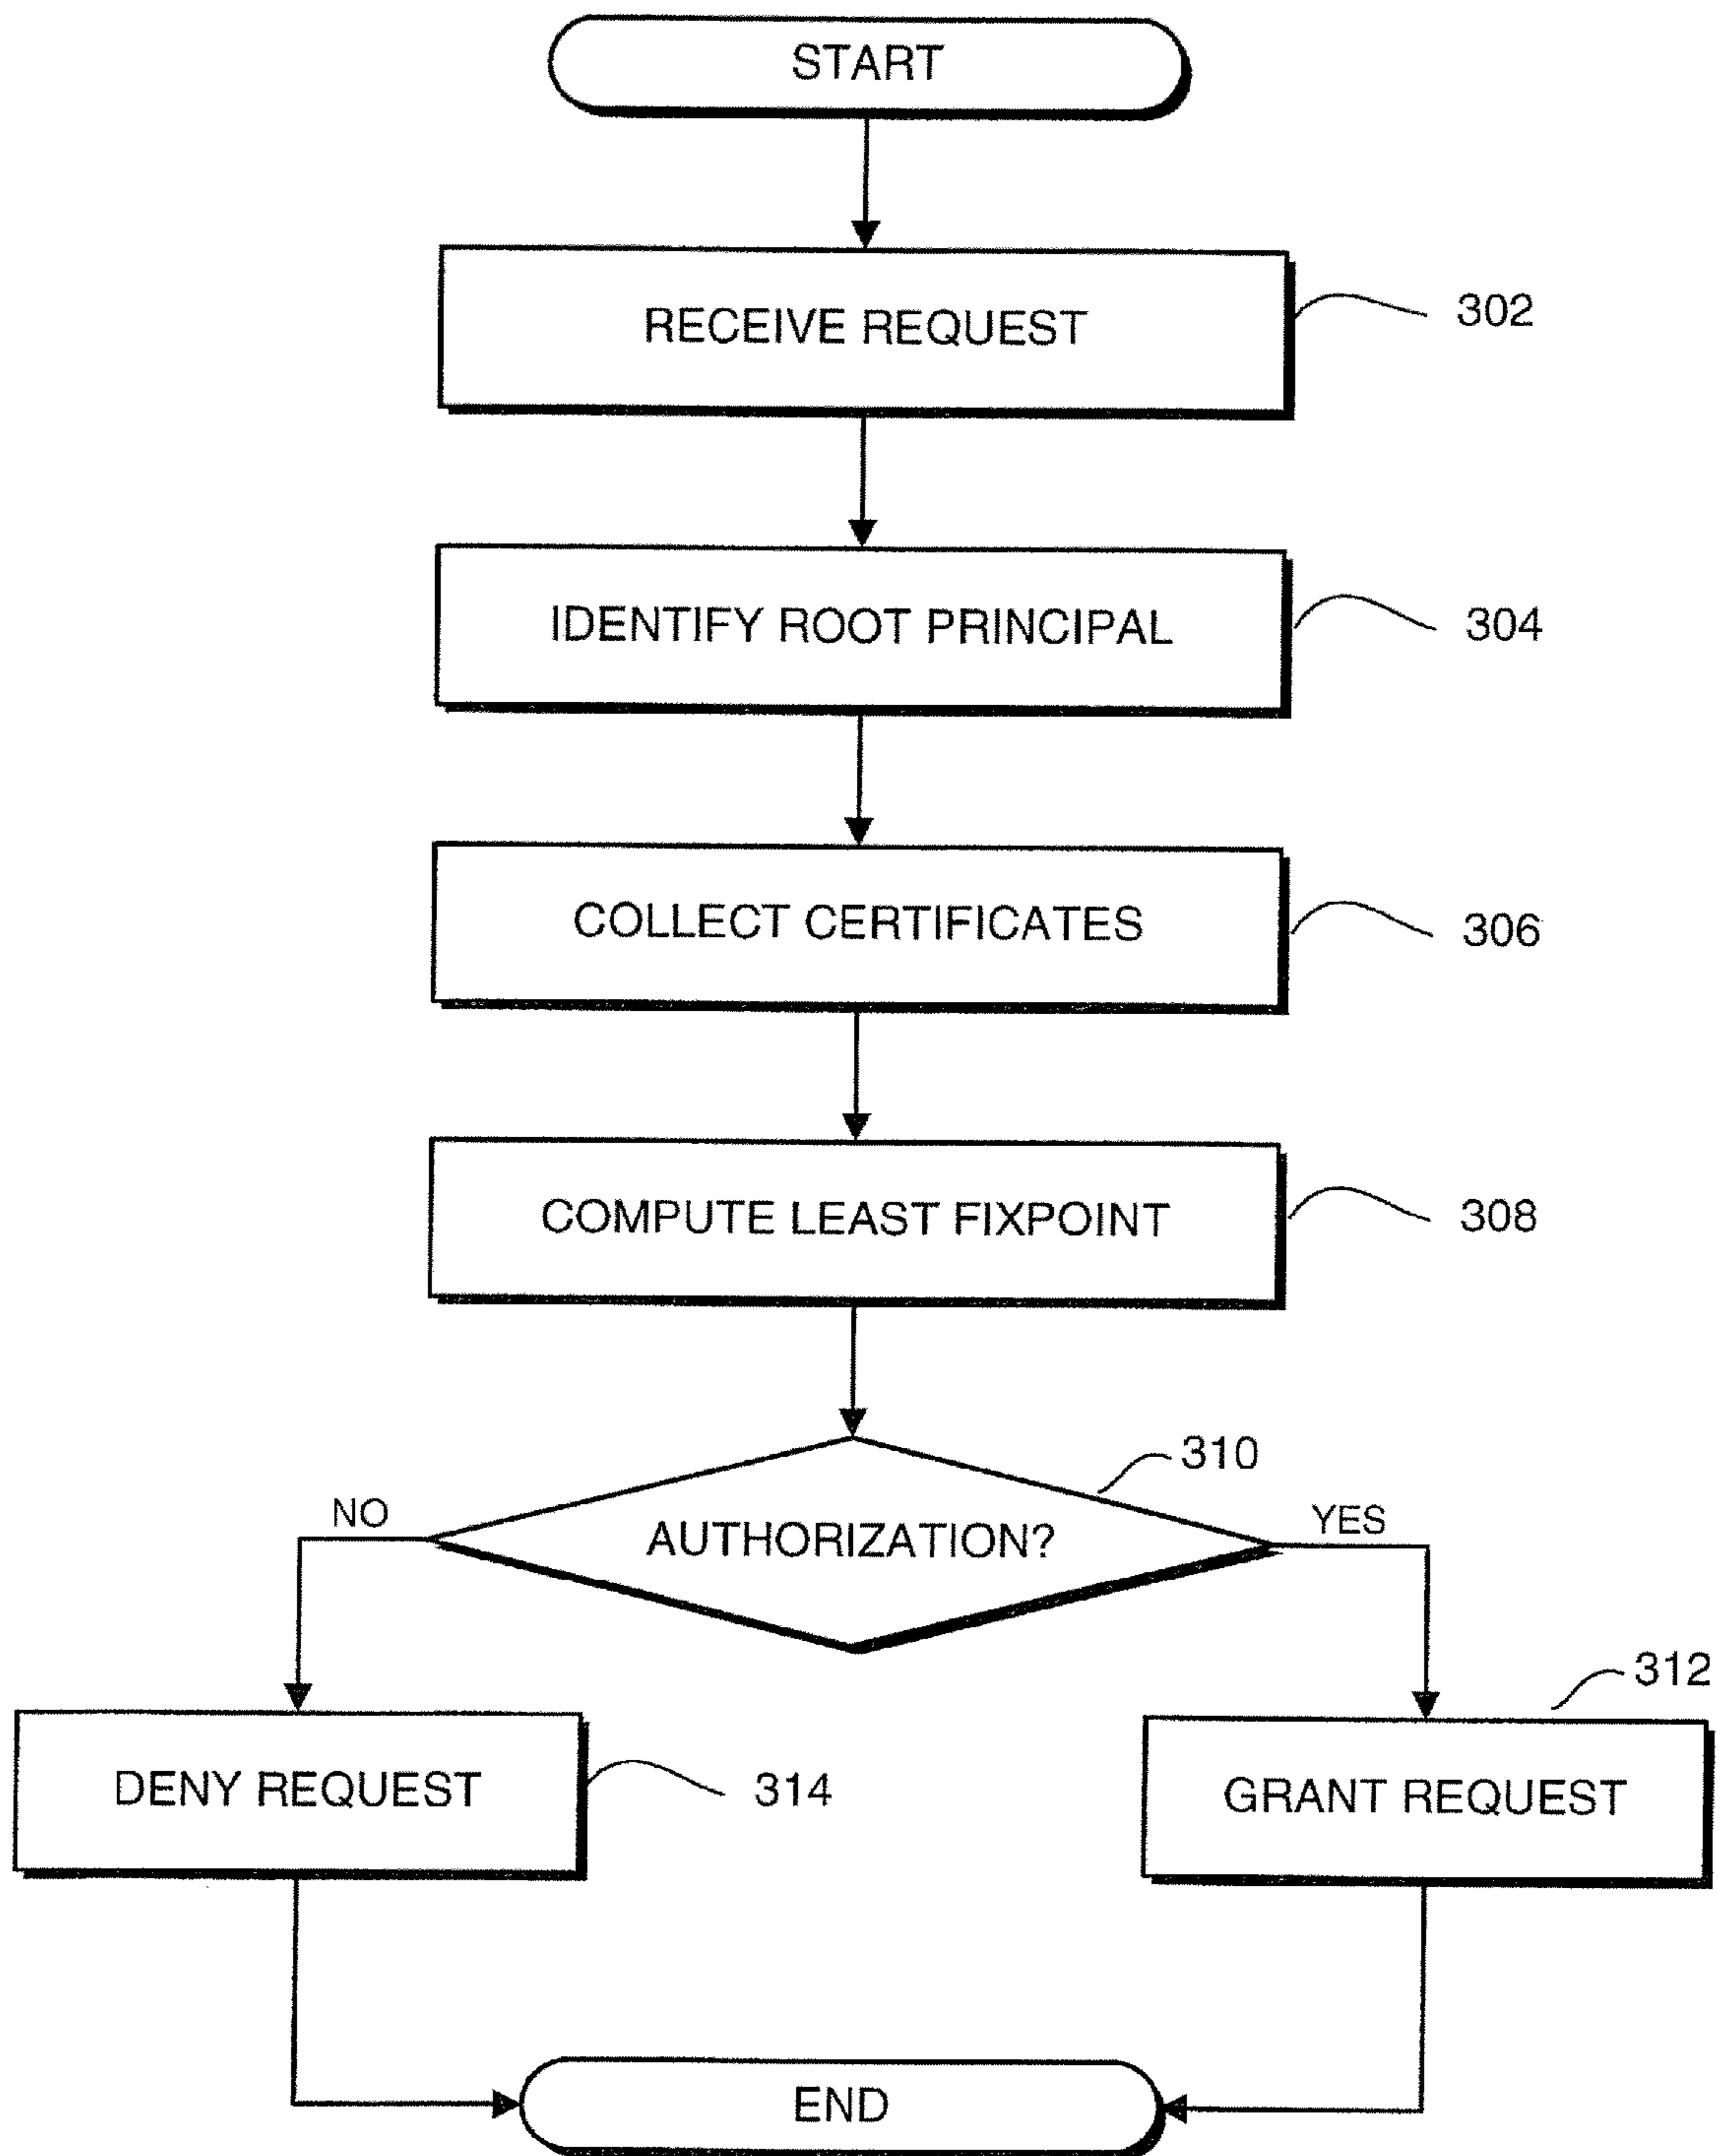 START
RECEIVE REQUEST
302
IDENTIFY ROOT PRINCIPAL
304
COLLECT CERTIFICATES
306
COMPUTE LEAST FIXPOINT
308
310
NO
AUTHORIZATION?
YES
312
DENY REQUEST
314
GRANT REQUEST
END